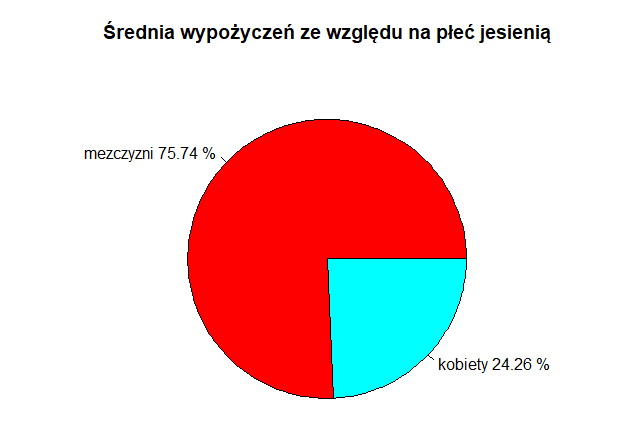 Średnia wypożyczeń ze względu na płeć jesienią
mezczyzni 75.74 %
kobiety 24.26 %